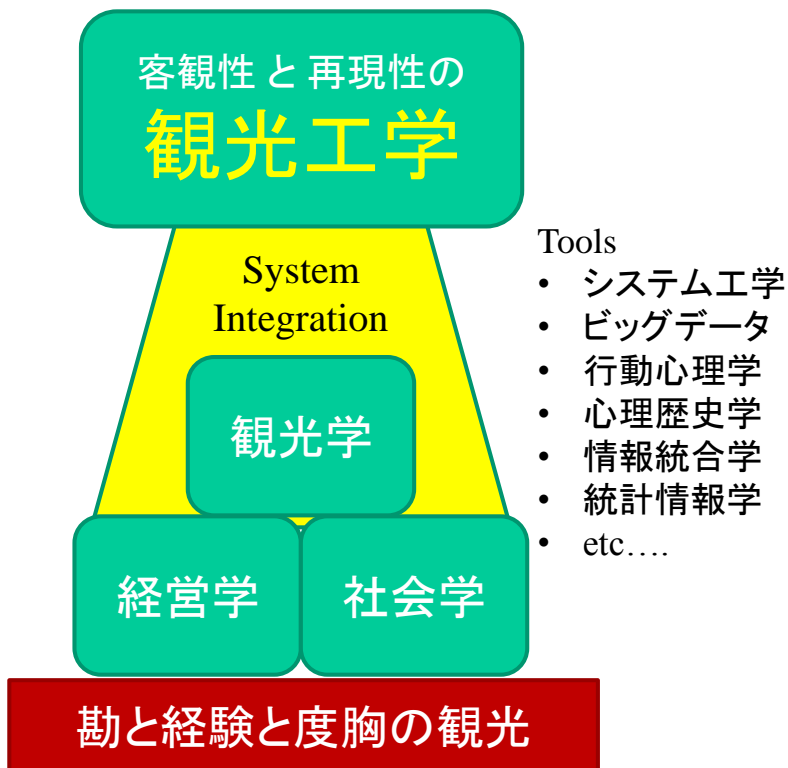 客観性 と 再現性の
観光工学
System
Integration
観光学
経営学
社会学
勘と経験と度胸の観光
Tools
• システム工学
• ビッグデータ
• 行動心理学
• 心理歴史学
• 情報統合学
• 統計情報学
• etc….